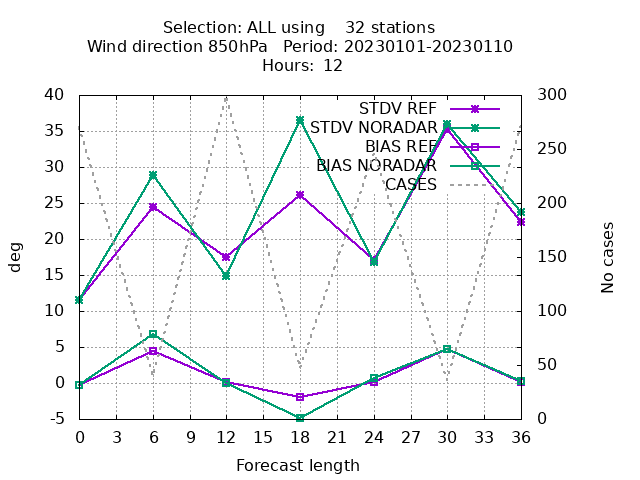 Selection: ALL using    32 stations
Wind direction 850hPa   Period: 20230101-20230110
Hours:  12
STDV REF
STDV NORADAR
BIAS REF
BIAS NORADAR
CASES
40
35
30
25
20
15
10
5
0
-5
deg
300
250
200
150
100
50
0
No cases
0 3 6 9 12 15 18 21 24 27 30 33 36
Forecast length